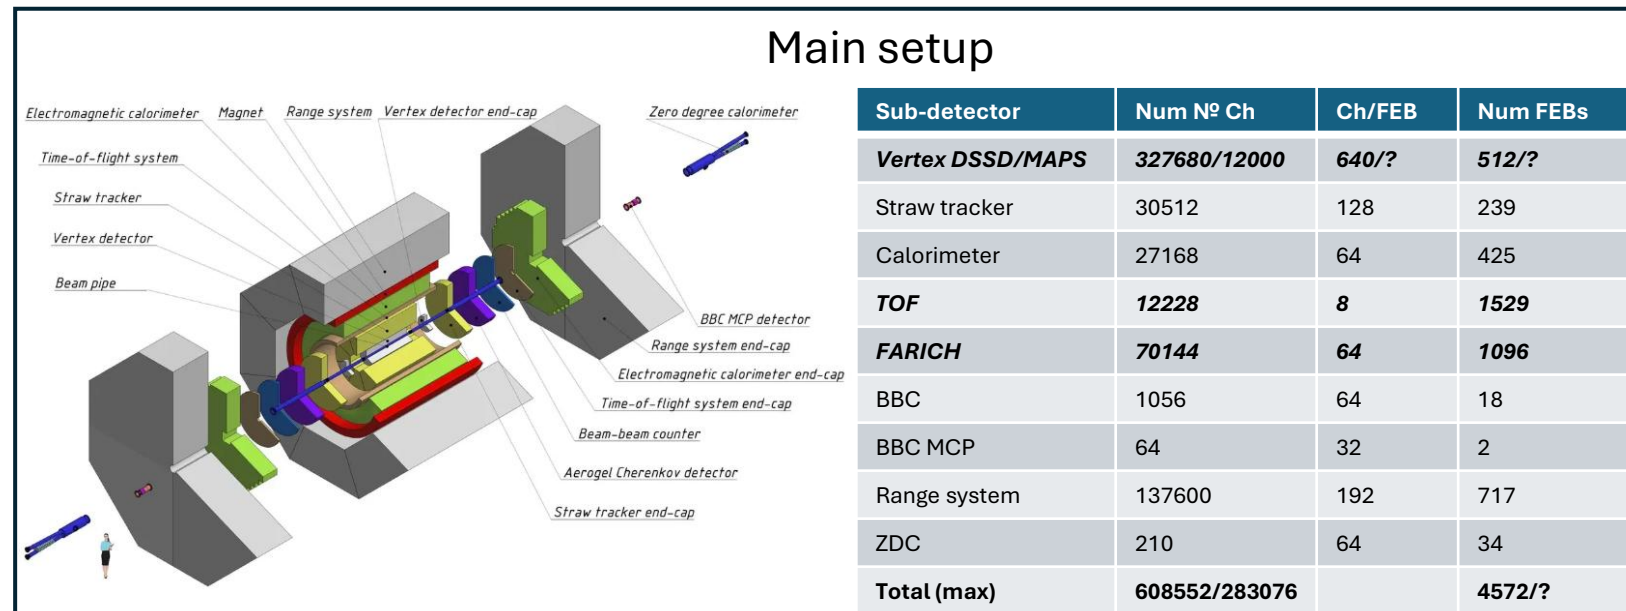 Main setup
Electromagnetic calorimeter
Magnet
Range system
Vertex detector end-cap
Zero degree calorimeter
Time-of-flight system
Straw tracker
Vertex detector
Beam pipe
BBC MCP detector
Range system end-cap
Electromagnetic calorimeter end-cap
Time-of-flight system end-cap
Beam-beam counter
Aerogel Cherenkov detector
Straw tracker end-cap
Sub-detector Num № Ch Ch/FEB Num FEBs
Vertex DSSD/MAPS 327680/12000 640/? 512/?
Straw tracker 30512 128 239
Calorimeter 27168 64 425
TOF 12228 8 1529
FARICH 70144 64 1096
BBC 1056 64 18
BBC MCP 64 32 2
Range system 137600 192 717
ZDC 210 64 34
Total (max) 608552/283076 4572/?